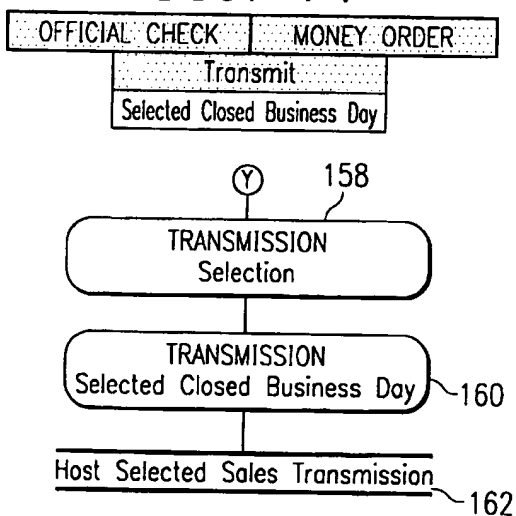 OFFICIAL CHECK MONEY ORDER
Transmit
Selected Closed Business Day
Y
158
TRANSMISSION
Selection
TRANSMISSION
Selected Closed Business Day
160
Host Selected Sales Transmission
162